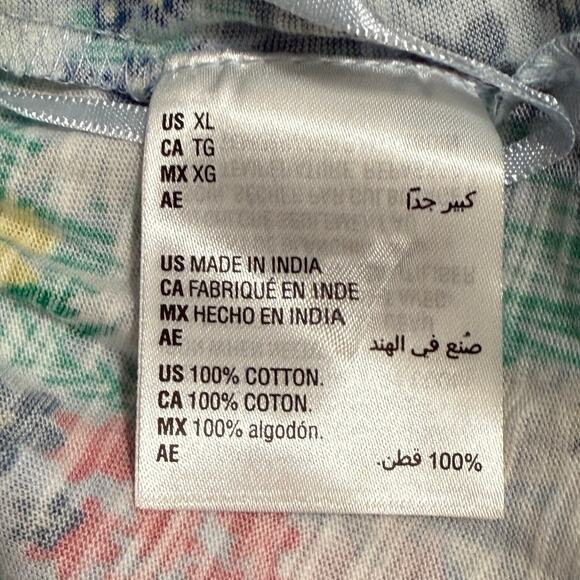 US XL
CA TG
MX XG
AE كبير جدًا
US MADE IN INDIA
CA FABRIQUÉ EN INDE
MX HECHO EN INDIA
AE صُنع في الهند
US 100% COTTON.
CA 100% COTON.
MX 100% algodón.
AE 100% قطن.